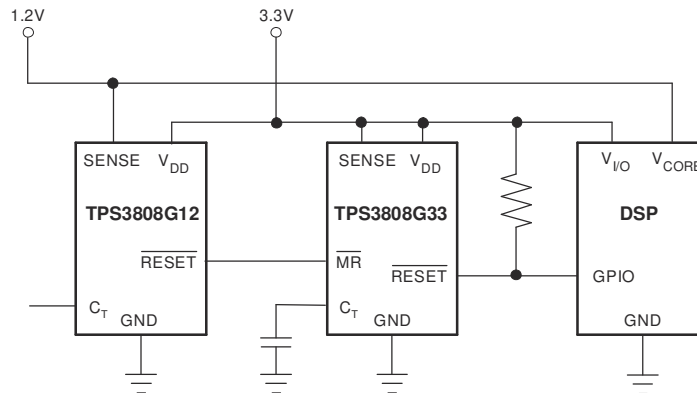 1.2V
3.3V
SENSE V_DD
TPS3808G12
RESET
C_T
GND
SENSE V_DD
TPS3808G33
MR
RESET
C_T
GND
V_I/O V_CORE
DSP
GPIO
GND